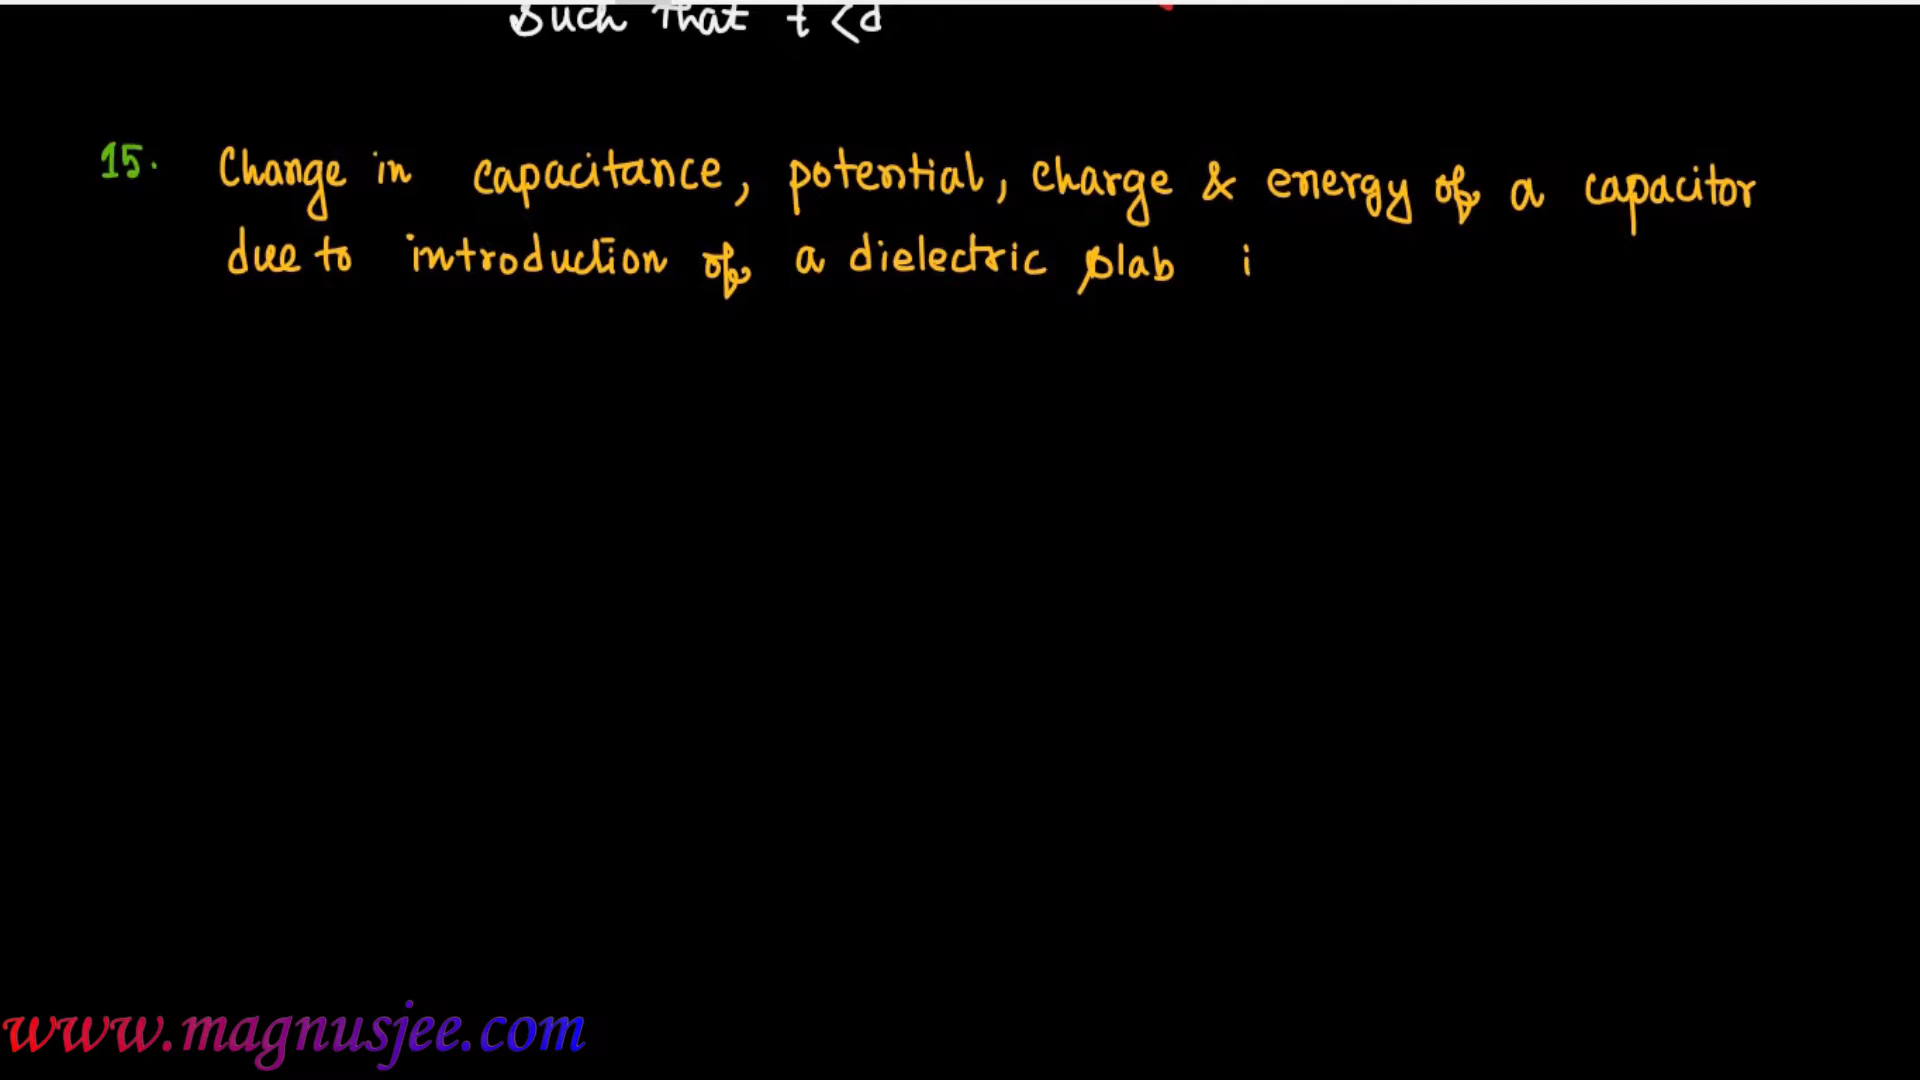 Such that t < d
15. Change in capacitance, potential, charge & energy of a capacitor
due to introduction of a dielectric slab i
www.magnusjee.com